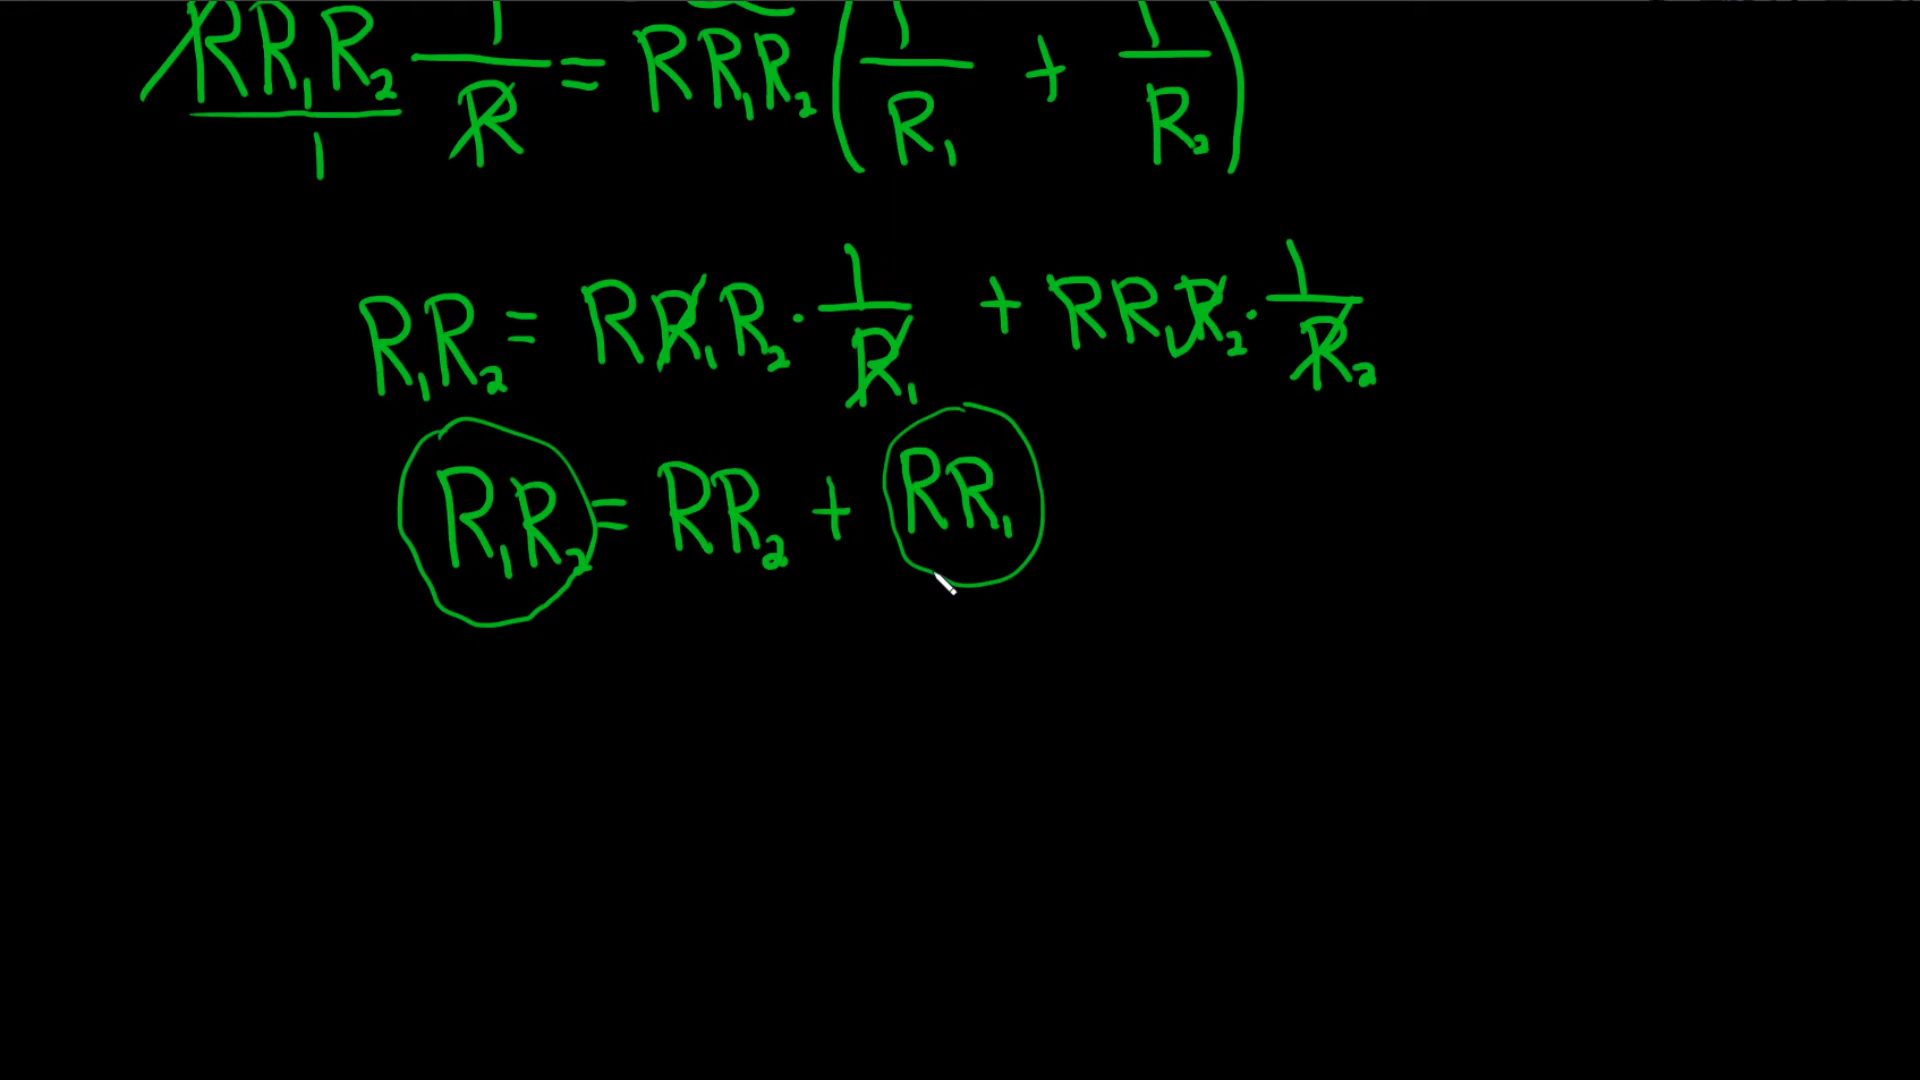 RR₁R₂/1 1/R = RR₁R₂(1/R₁ + 1/R₂)
R₁R₂ = RR₁R₂ · 1/R₁ + RR₁R₂ · 1/R₂
R₁R₂ = RR₂ + RR₁